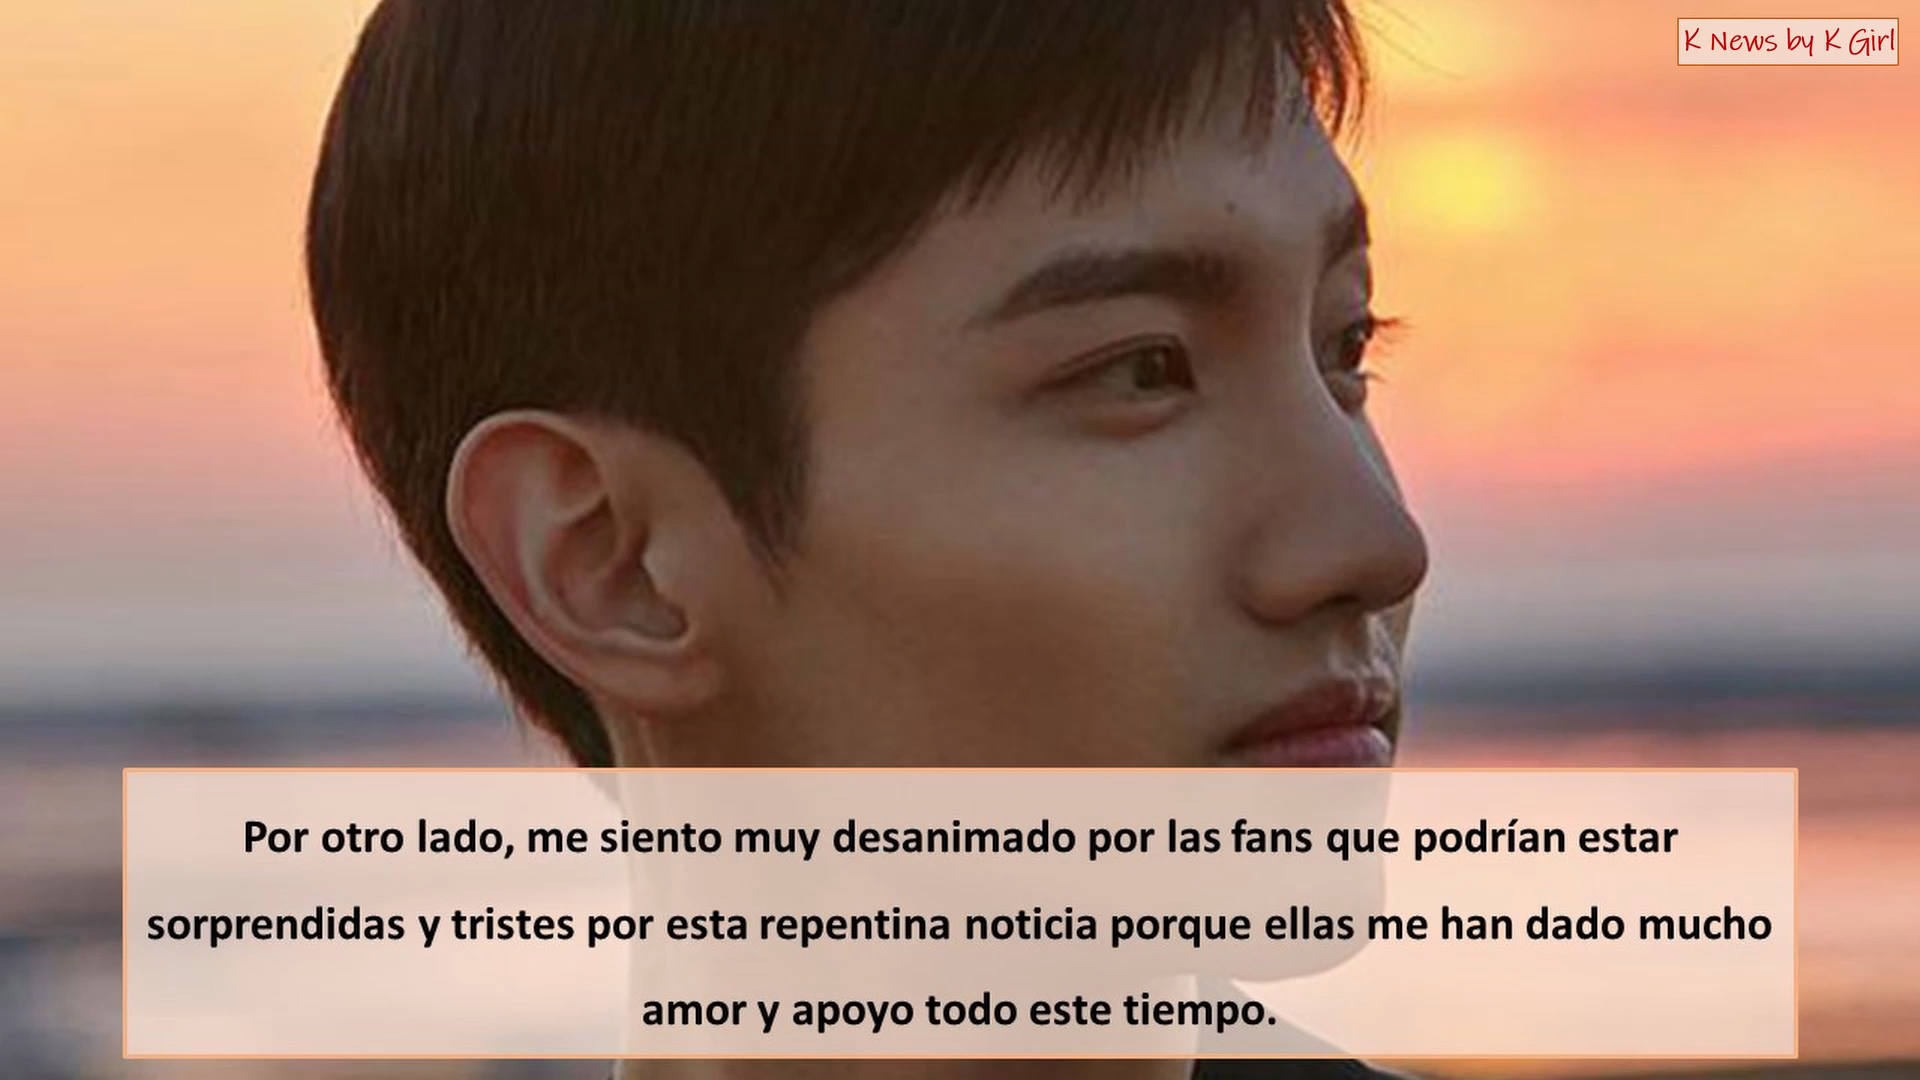 K News by K Girl
Por otro lado, me siento muy desanimado por las fans que podrían estar
sorprendidas y tristes por esta repentina noticia porque ellas me han dado mucho
amor y apoyo todo este tiempo.